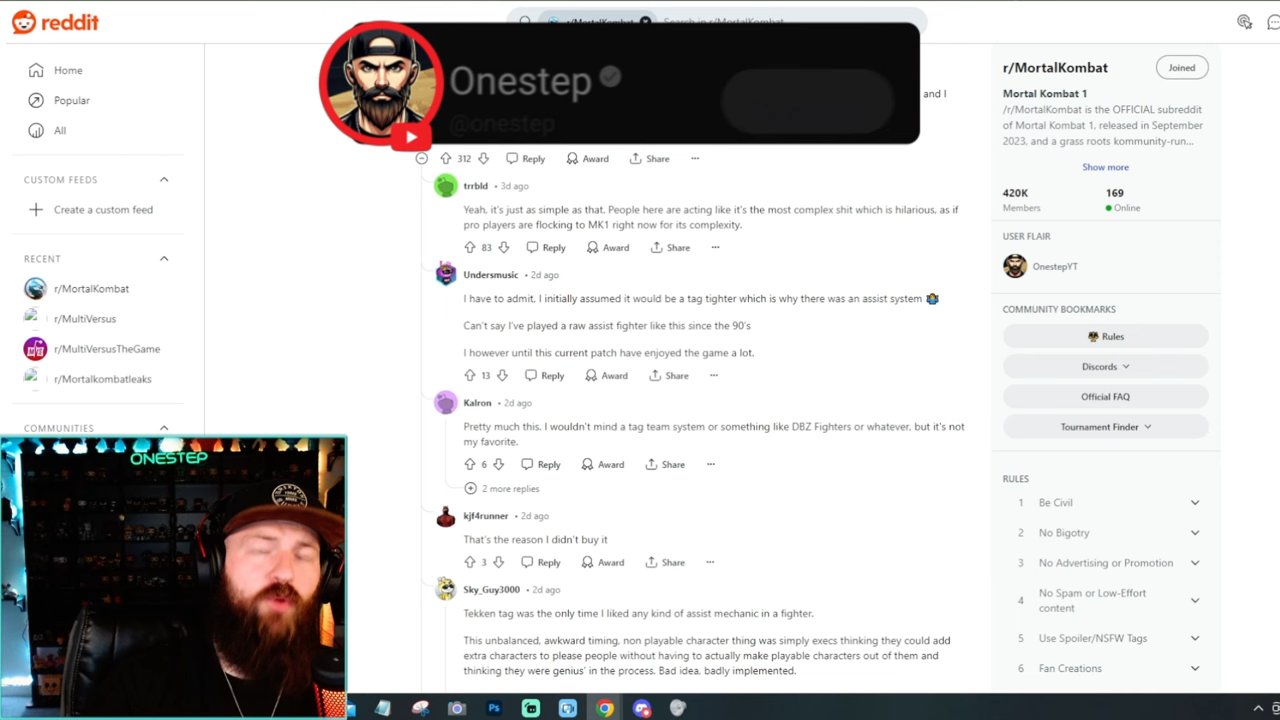 reddit
r/MortalKombat
Search in r/MortalKombat
Home
Popular
All
CUSTOM FEEDS
Create a custom feed
RECENT
r/MortalKombat
r/MultiVersus
r/MultiVersusTheGame
r/Mortalkombatleaks
COMMUNITIES
ONESTEP
Onestep
@onestep
and I
312 Reply Award Share
trrbld • 3d ago
Yeah, it's just as simple as that. People here are acting like it's the most complex shit which is hilarious, as if
pro players are flocking to MK1 right now for its complexity.
83 Reply Award Share
Undersmusic • 2d ago
I have to admit, I initially assumed it would be a tag tighter which is why there was an assist system
Can't say I've played a raw assist fighter like this since the 90's
I however until this current patch have enjoyed the game a lot.
13 Reply Award Share
Kalron • 2d ago
Pretty much this. I wouldn't mind a tag team system or something like DBZ Fighters or whatever, but it's not
my favorite.
6 Reply Award Share
2 more replies
kjf4runner • 2d ago
That's the reason I didn't buy it
3 Reply Award Share
Sky_Guy3000 • 2d ago
Tekken tag was the only time I liked any kind of assist mechanic in a fighter.
This unbalanced, awkward timing, non playable character thing was simply execs thinking they could add
extra characters to please people without having to actually make playable characters out of them and
thinking they were genius' in the process. Bad idea, badly implemented.
r/MortalKombat
Joined
Mortal Kombat 1
/r/MortalKombat is the OFFICIAL subreddit
of Mortal Kombat 1, released in September
2023, and a grass roots kommunity-run...
Show more
420K 169
Members Online
USER FLAIR
OnestepYT
COMMUNITY BOOKMARKS
Rules
Discords
Official FAQ
Tournament Finder
RULES
1 Be Civil
2 No Bigotry
3 No Advertising or Promotion
4 No Spam or Low-Effort
content
5 Use Spoiler/NSFW Tags
6 Fan Creations
Ps